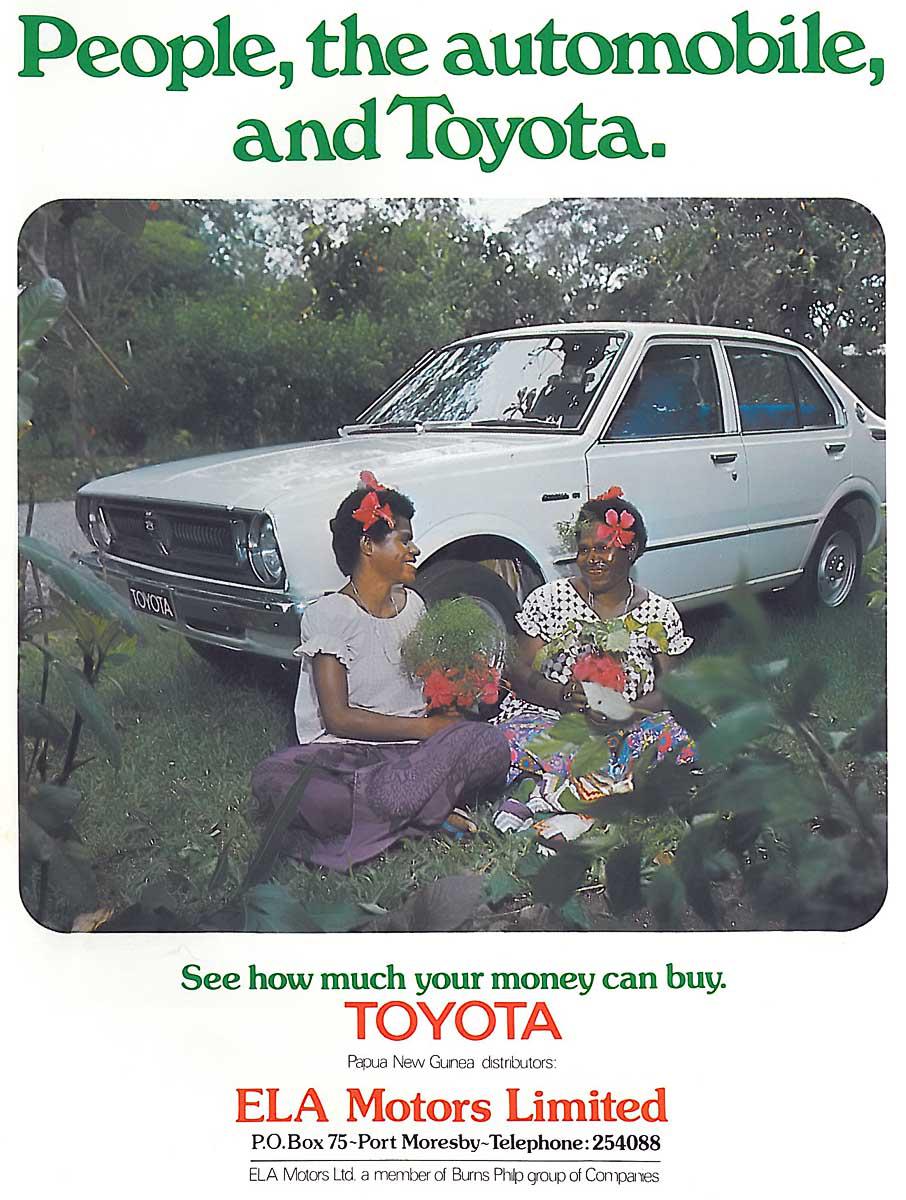 People, the automobile,
and Toyota.
TOYOTA
See how much your money can buy.
TOYOTA
Papua New Guinea distributors:
ELA Motors Limited
P.O.Box 75~Port Moresby~Telephone: 254088
ELA Motors Ltd. a member of Burns Philp group of Companies